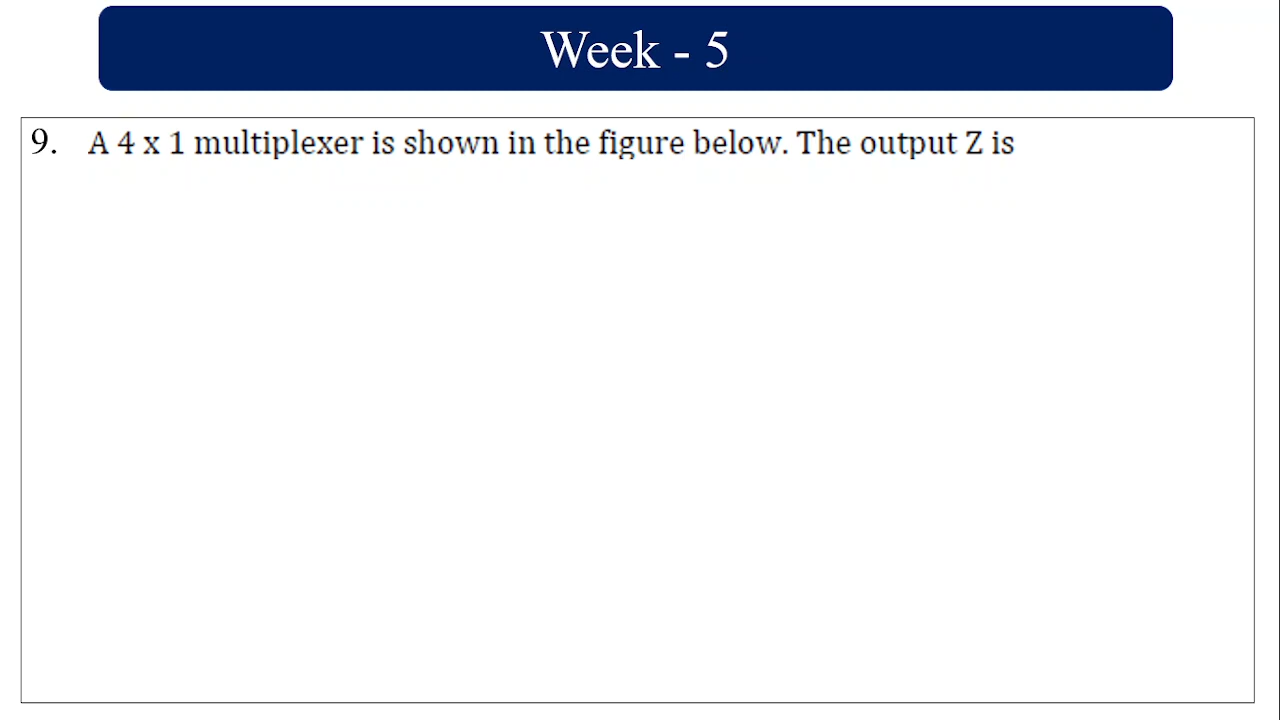 Week - 5
9. A 4 x 1 multiplexer is shown in the figure below. The output Z is